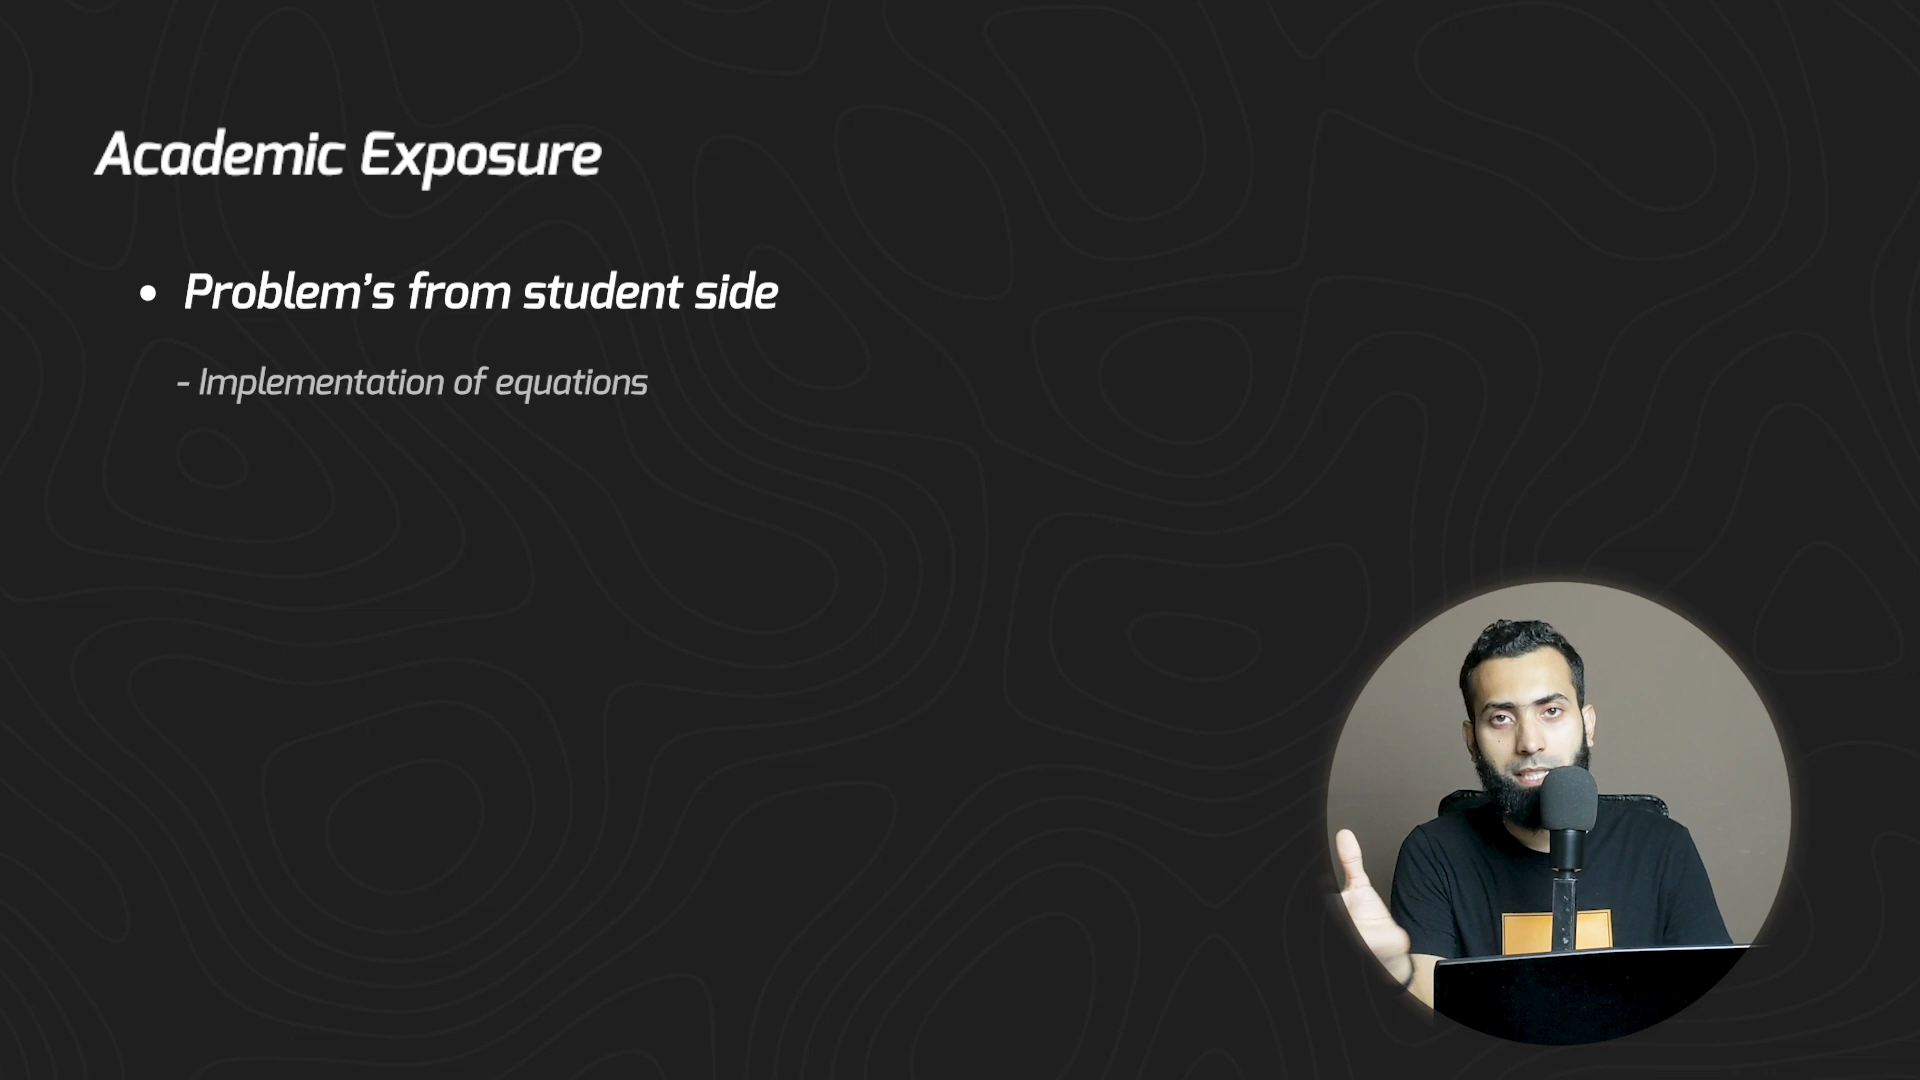 Academic Exposure
• Problem’s from student side
- Implementation of equations